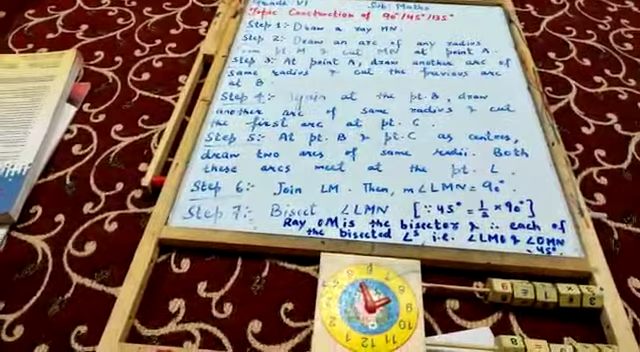 Grade: VI Sub: Maths
Topic Construction of 90°/45°/135°
Step 1:- Draw a ray MN.
Step 2: Draw an arc of any radius
from pt. M & cut MN at point A.
Step 3: At point A, draw another arc of
same radius & cut the previous arc
at B.
Step 4:- Again at the pt. B, draw
another arc of same radius & cut
the first arc at pt. C
Step 5:- At pt. B & pt. C as centres,
draw two arcs of same radii. Both
these arcs meet at the pt. L.
Step 6:- Join LM. Then, m∠LMN = 90°.
Step 7:- Bisect ∠LMN [∵ 45° = 1/2 × 90°]
Ray OM is the bisector & ∴ each of
the bisected ∠s i.e. ∠LMO & ∠OMN
= 45°.